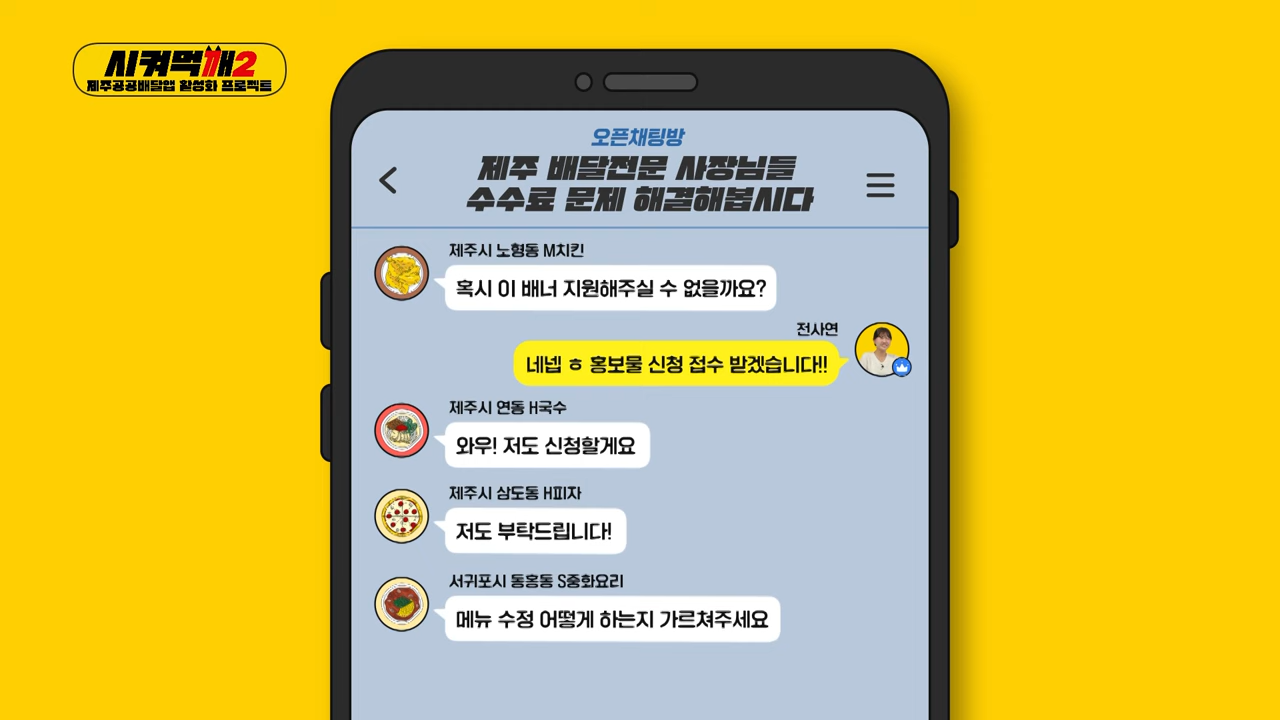 시켜먹깨2
제주공공배달앱 활성화 프로젝트
오픈채팅방
제주 배달전문 사장님들
수수료 문제 해결해봅시다
제주시 노형동 M치킨
혹시 이 배너 지원해주실 수 없을까요?
전사연
네넵 ㅎ 홍보물 신청 접수 받겠습니다!!
제주시 연동 H국수
와우! 저도 신청할게요
제주시 삼도동 H피자
저도 부탁드립니다!
서귀포시 동홍동 S중화요리
메뉴 수정 어떻게 하는지 가르쳐주세요